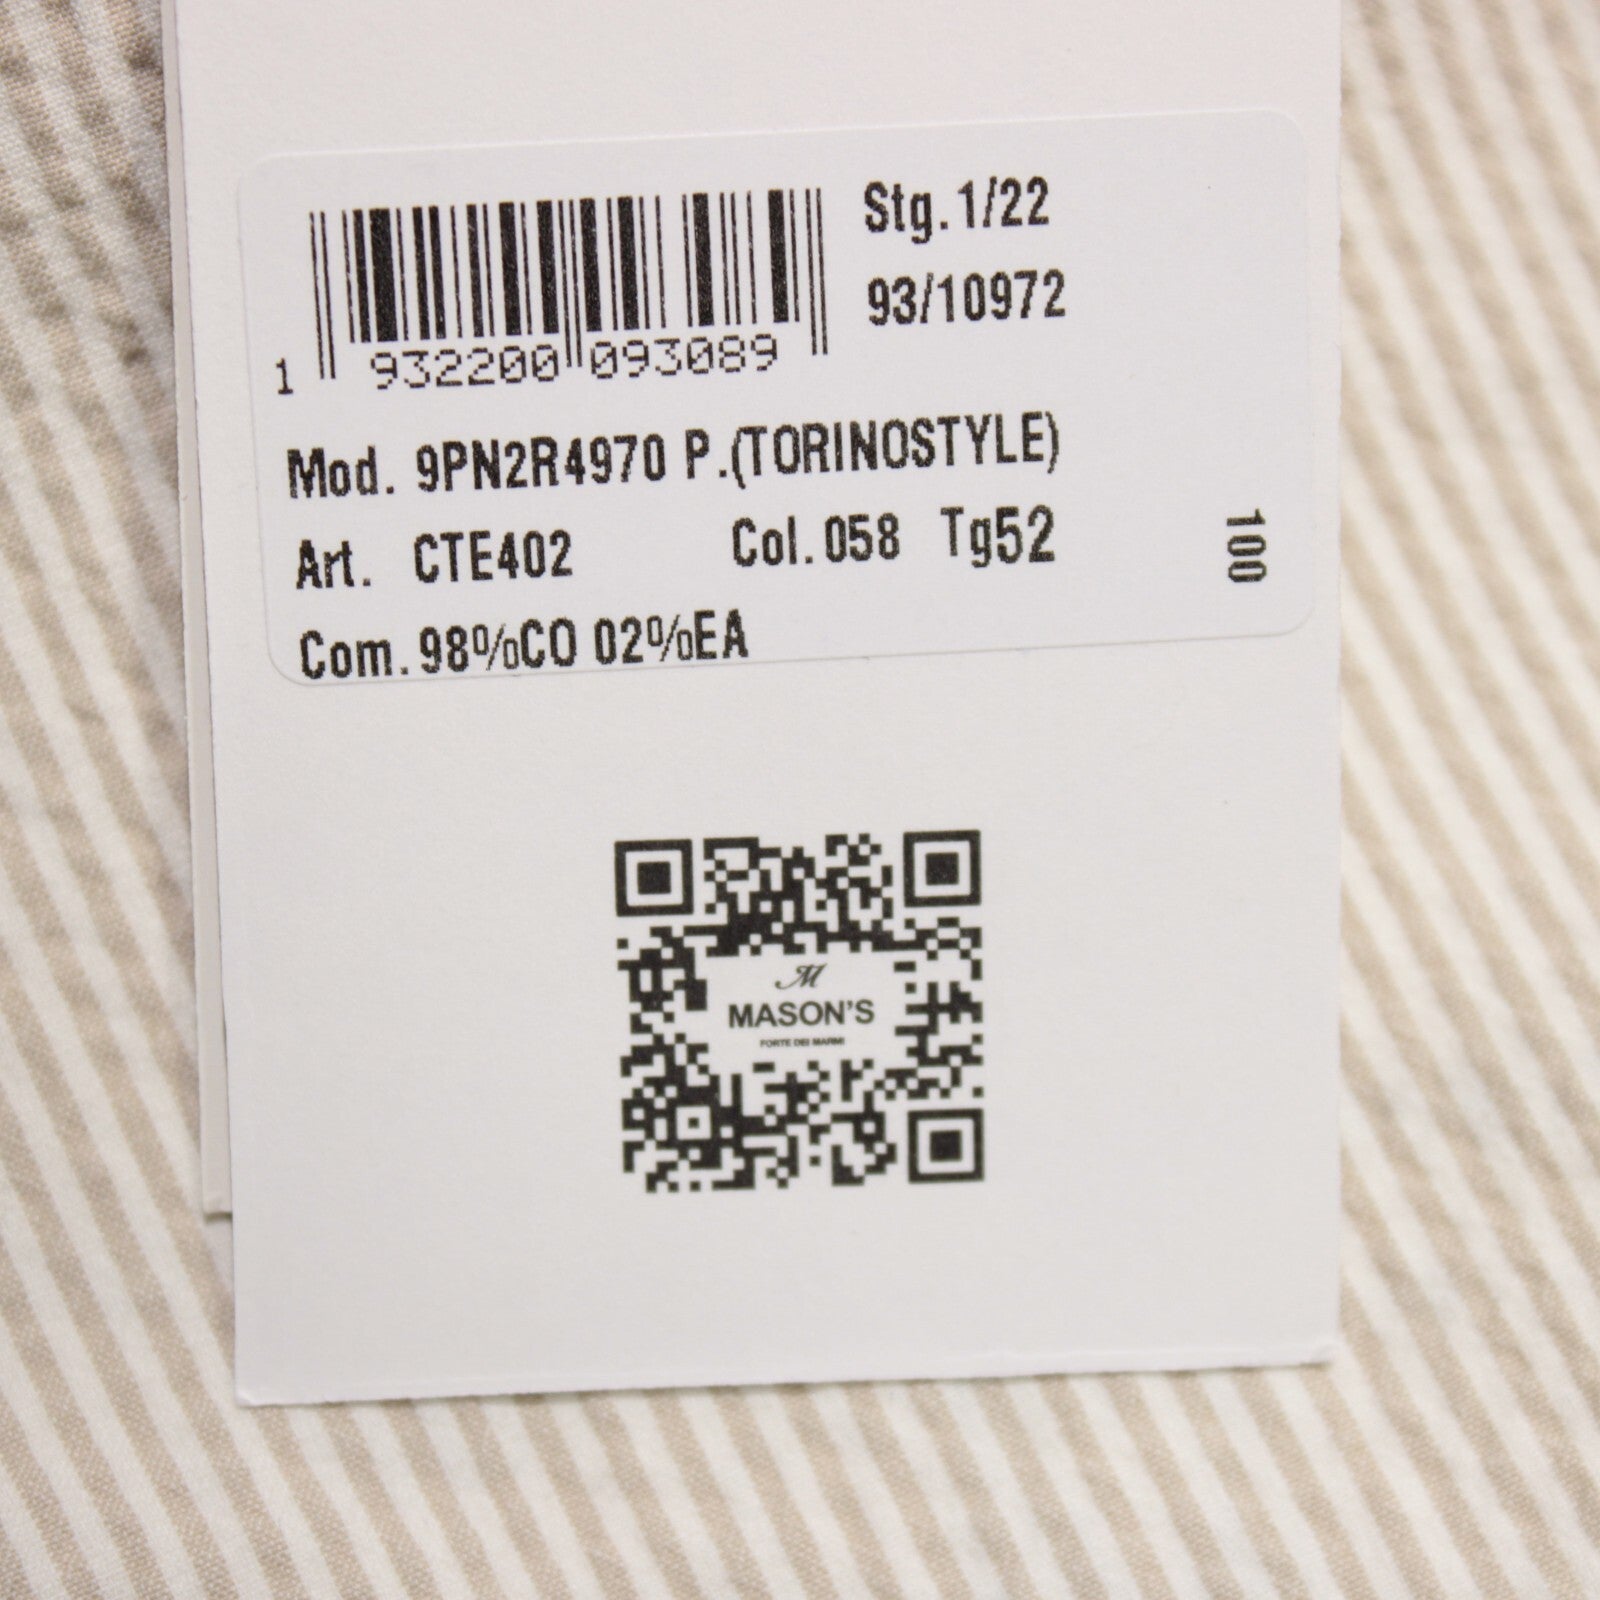 Stg. 1/22
93/10972
1 932200 093089
Mod. 9PN2R4970 P.(TORINOSTYLE)
Art. CTE402 Col. 058 Tg52
100
Com. 98%CO 02%EA
M
MASON'S
FORTE DEI MARMI